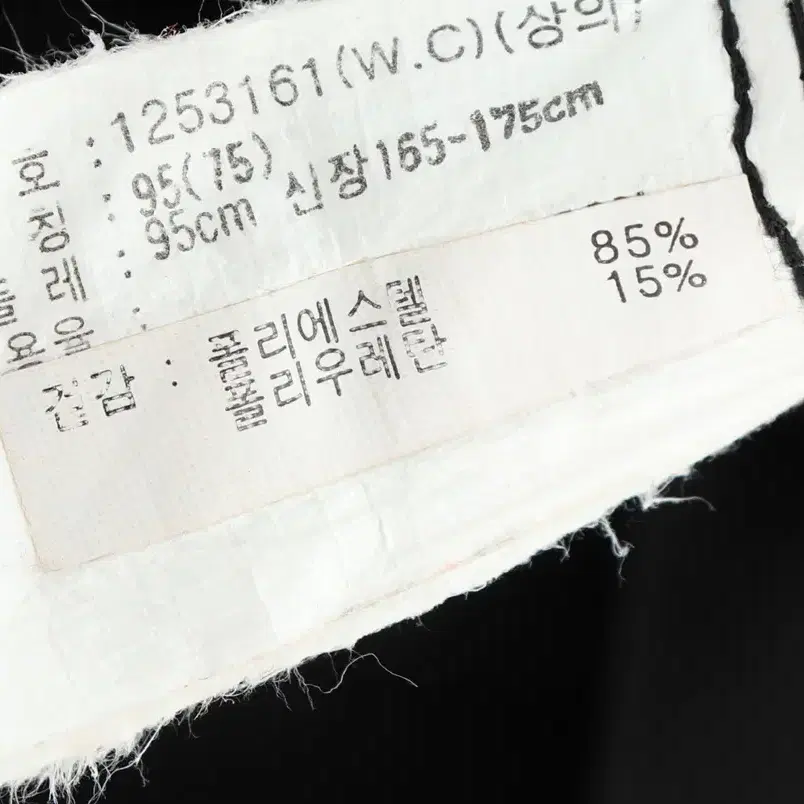 호 : 1253161(W.C)(상의)
칭 : 95(75)
레 : 95cm 신장165-175cm
용
겉감 : 폴리에스텔 85%
폴리우레탄 15%